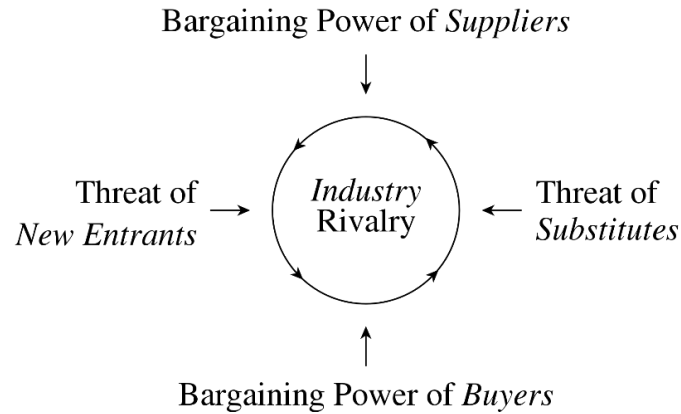 Bargaining Power of Suppliers
Threat of
New Entrants
Industry
Rivalry
Threat of
Substitutes
Bargaining Power of Buyers